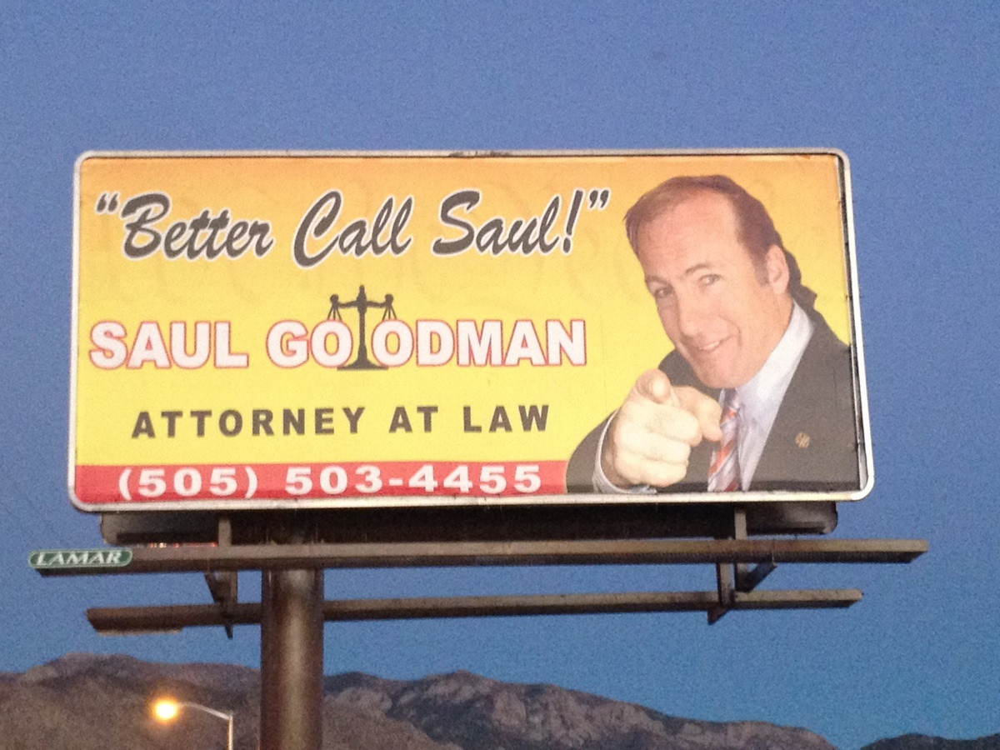 “Better Call Saul!”
SAUL GOODMAN
ATTORNEY AT LAW
(505) 503-4455
LAMAR